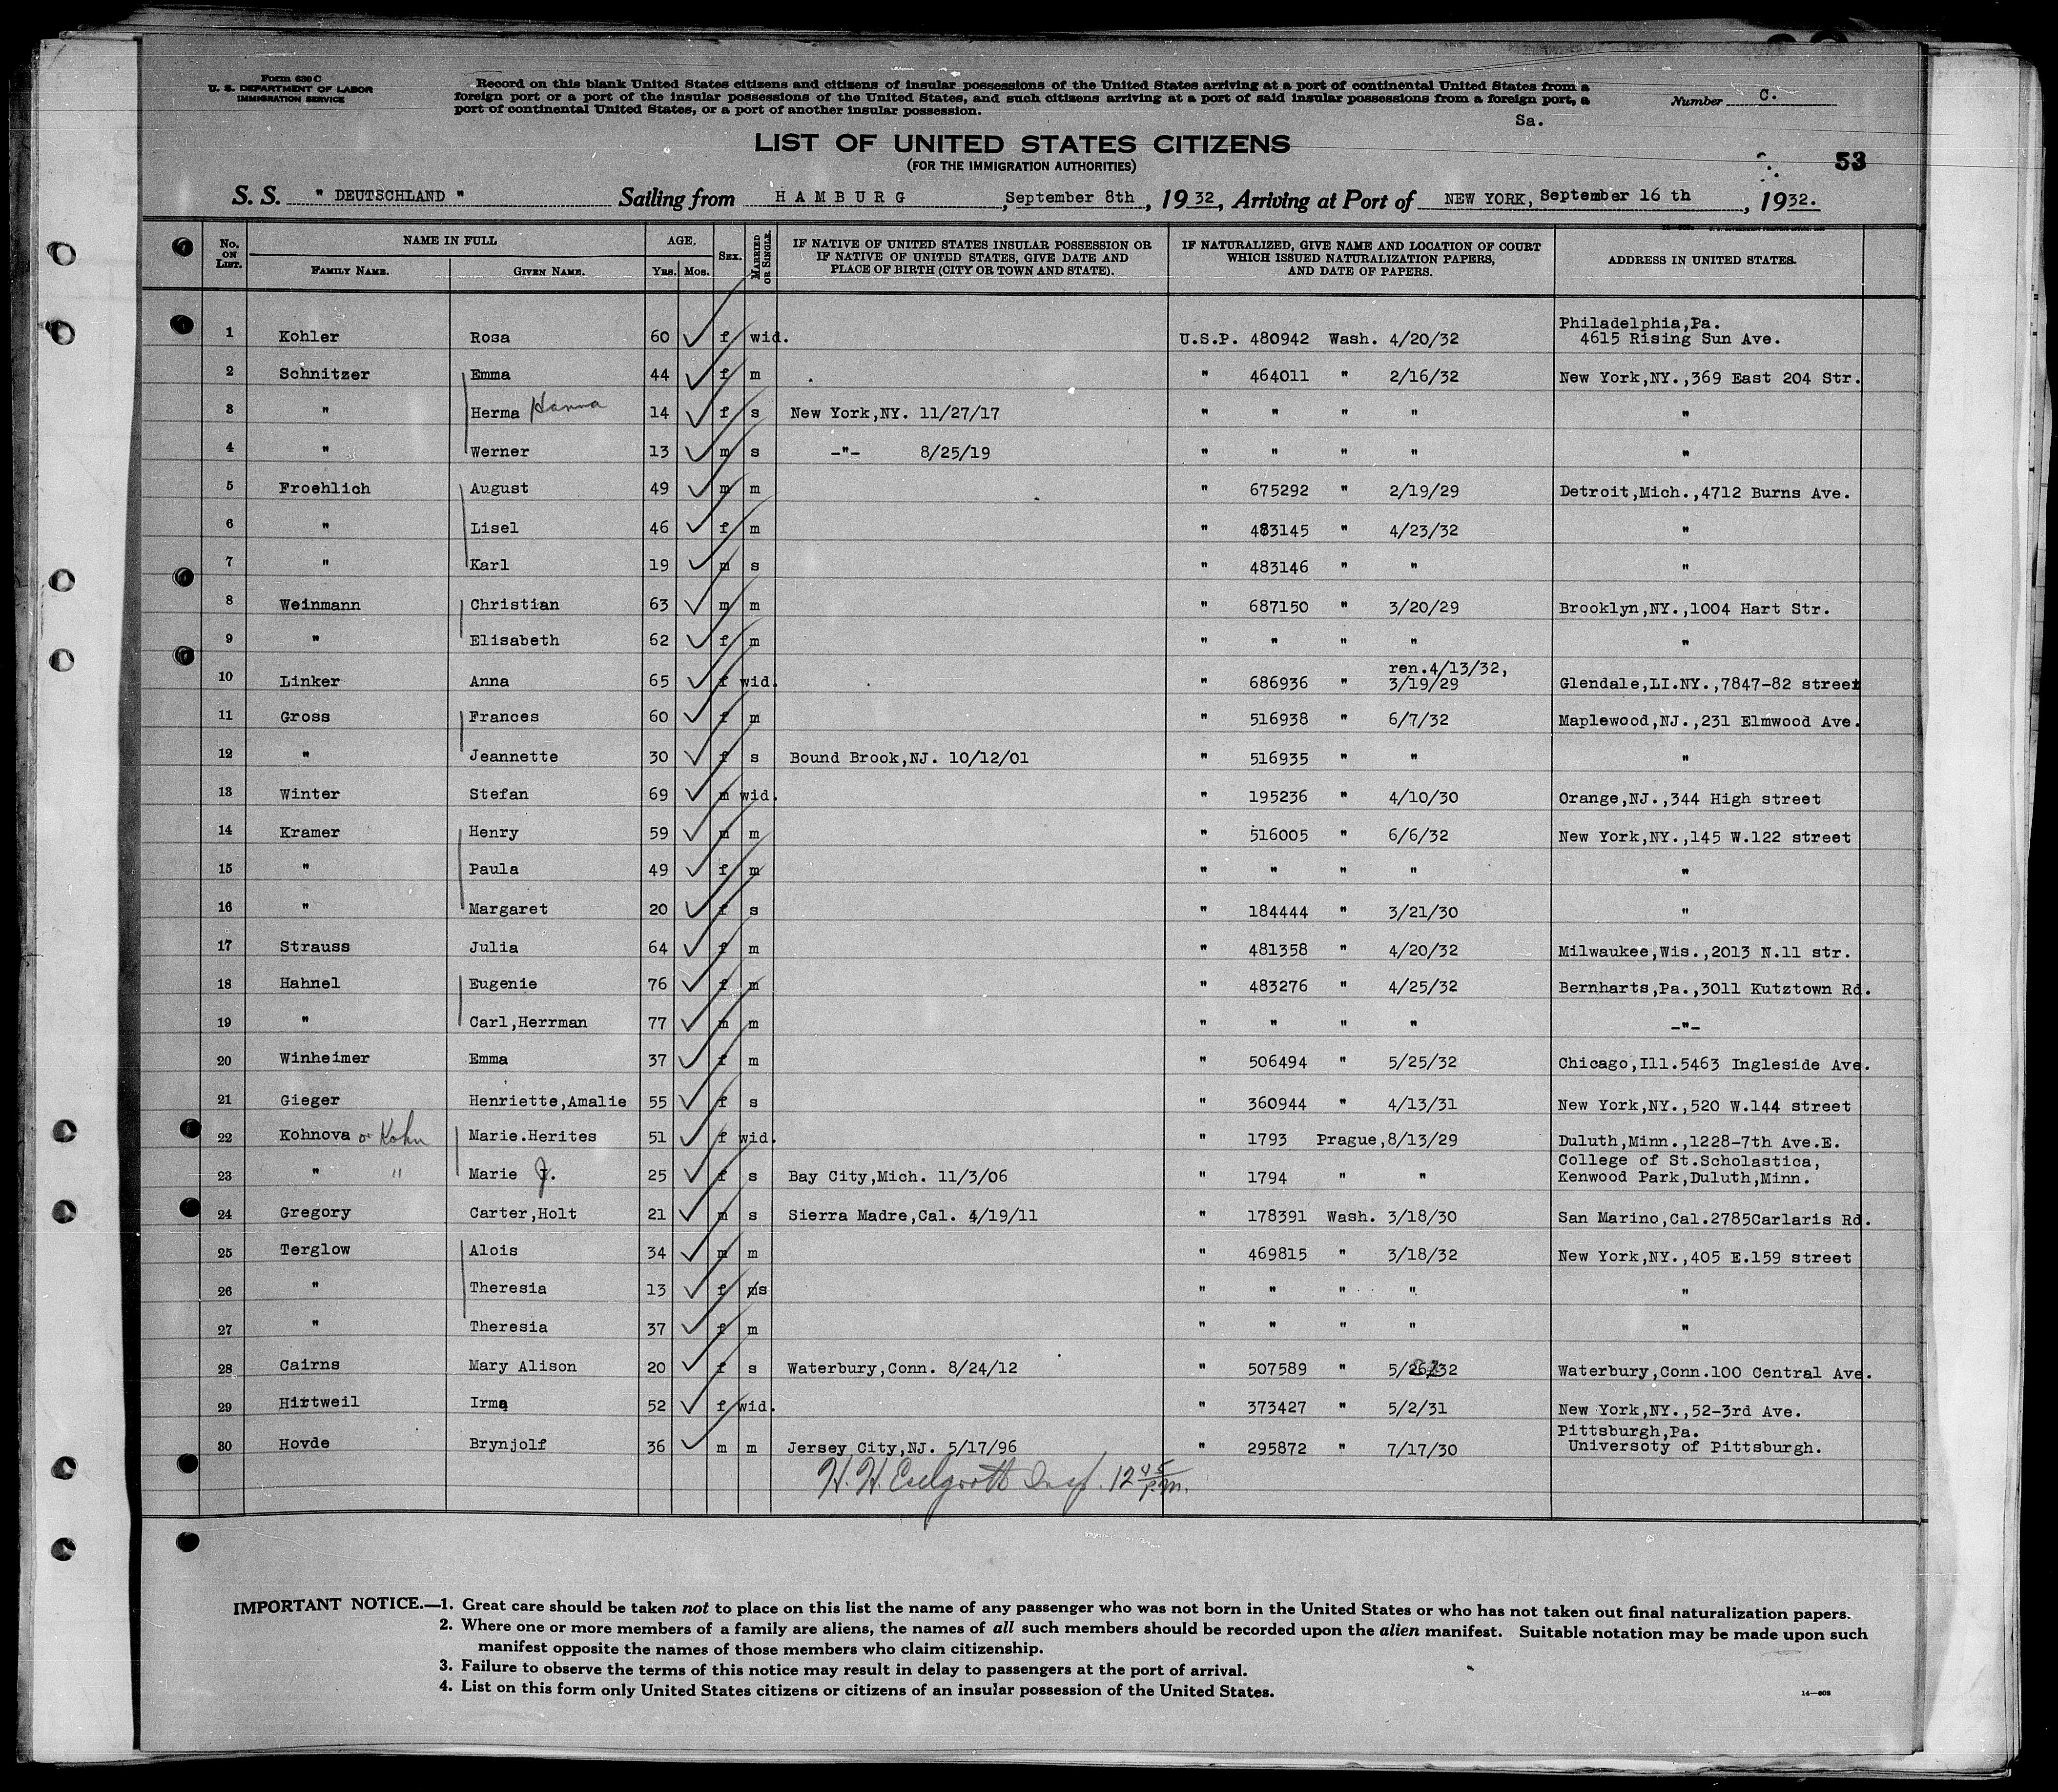 Form 630 C
U. S. DEPARTMENT OF LABOR
IMMIGRATION SERVICE
Record on this blank United States citizens and citizens of insular possessions of the United States arriving at a port of continental United States from a
foreign port or a port of the insular possessions of the United States, and such citizens arriving at a port of said insular possessions from a foreign port, a
port of continental United States, or a port of another insular possession.
Number C.
Sa.
LIST OF UNITED STATES CITIZENS
(FOR THE IMMIGRATION AUTHORITIES)
53
S. S. " DEUTSCHLAND " Sailing from HAMBURG, September 8th, 1932, Arriving at Port of NEW YORK, September 16 th, 1932.
No. ON LIST. NAME IN FULL AGE. SEX. MARRIED OR SINGLE. IF NATIVE OF UNITED STATES INSULAR POSSESSION OR IF NATIVE OF UNITED STATES, GIVE DATE AND PLACE OF BIRTH (CITY OR TOWN AND STATE). IF NATURALIZED, GIVE NAME AND LOCATION OF COURT WHICH ISSUED NATURALIZATION PAPERS, AND DATE OF PAPERS. ADDRESS IN UNITED STATES.
FAMILY NAME. GIVEN NAME. YRS. MOS.
1 Kohler Rosa 60 f wid. U.S.P. 480942 Wash. 4/20/32 Philadelphia,Pa. 4615 Rising Sun Ave.
2 Schnitzer Emma 44 f m " 464011 " 2/16/32 New York,NY.,369 East 204 Str.
3 " Herma Hanna 14 f s New York,NY. 11/27/17 " " " " "
4 " Werner 13 m s -"- 8/25/19 " " " " "
5 Froehlich August 49 m m " 675292 " 2/19/29 Detroit,Mich.,4712 Burns Ave.
6 " Lisel 46 f m " 483145 " 4/23/32 "
7 " Karl 19 m s " 483146 " " "
8 Weinmann Christian 63 m m " 687150 " 3/20/29 Brooklyn,NY.,1004 Hart Str.
9 " Elisabeth 62 f m " " " " "
10 Linker Anna 65 f wid. " 686936 " ren.4/13/32, 3/19/29 Glendale,LI.NY.,7847-82 street
11 Gross Frances 60 f m " 516938 " 6/7/32 Maplewood,NJ.,231 Elmwood Ave.
12 " Jeannette 30 f s Bound Brook,NJ. 10/12/01 " 516935 " " "
13 Winter Stefan 69 m wid. " 195236 " 4/10/30 Orange,NJ.,344 High street
14 Kramer Henry 59 m m " 516005 " 6/6/32 New York,NY.,145 W.122 street
15 " Paula 49 f m " " " " "
16 " Margaret 20 f s " 184444 " 3/21/30 "
17 Strauss Julia 64 f m " 481358 " 4/20/32 Milwaukee,Wis.,2013 N.11 str.
18 Hahnel Eugenie 76 f m " 483276 " 4/25/32 Bernharts,Pa.,3011 Kutztown Rd.
19 " Carl,Herrman 77 m m " " " " -"-
20 Winheimer Emma 37 f m " 506494 " 5/25/32 Chicago,Ill.5463 Ingleside Ave.
21 Gieger Henriette,Amalie 55 f s " 360944 " 4/13/31 New York,NY.,520 W.144 street
22 Kohnova or Kohn Marie.Herites 51 f wid. " 1793 Prague,8/13/29 Duluth,Minn.,1228-7th Ave.E.
23 " " Marie J. 25 f s Bay City,Mich. 11/3/06 " 1794 " " College of St.Scholastica, Kenwood Park,Duluth,Minn.
24 Gregory Carter,Holt 21 m s Sierra Madre,Cal. 4/19/11 " 178391 Wash. 3/18/30 San Marino,Cal.2785Carlaris Rd.
25 Terglow Alois 34 m m " 469815 " 3/18/32 New York,NY.,405 E.159 street
26 " Theresia 13 f s " " " " "
27 " Theresia 37 f m " " " " "
28 Cairns Mary Alison 20 f s Waterbury,Conn. 8/24/12 " 507589 " Waterbury,Conn.100 Central Ave.
29 Hirtweil Irma 52 f wid. " 373427 " 5/2/31 New York,NY.,52-3rd Ave.
30 Hovde Brynjolf 36 m m Jersey City,NJ. 5/17/96 " 295872 " 7/17/30 Pittsburgh,Pa. Universoty of Pittsburgh.
H. H. Insp. 12 p.m.
IMPORTANT NOTICE.—1. Great care should be taken not to place on this list the name of any passenger who was not born in the United States or who has not taken out final naturalization papers.
2. Where one or more members of a family are aliens, the names of all such members should be recorded upon the alien manifest. Suitable notation may be made upon such
manifest opposite the names of those members who claim citizenship.
3. Failure to observe the terms of this notice may result in delay to passengers at the port of arrival.
4. List on this form only United States citizens or citizens of an insular possession of the United States.